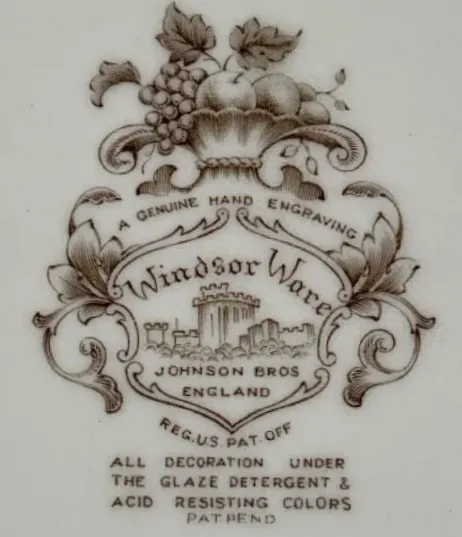 A GENUINE HAND ENGRAVING
Windsor Ware
JOHNSON BROS
ENGLAND
REG. U.S. PAT. OFF
ALL DECORATION UNDER
THE GLAZE DETERGENT &
ACID RESISTING COLORS
PAT. PEND